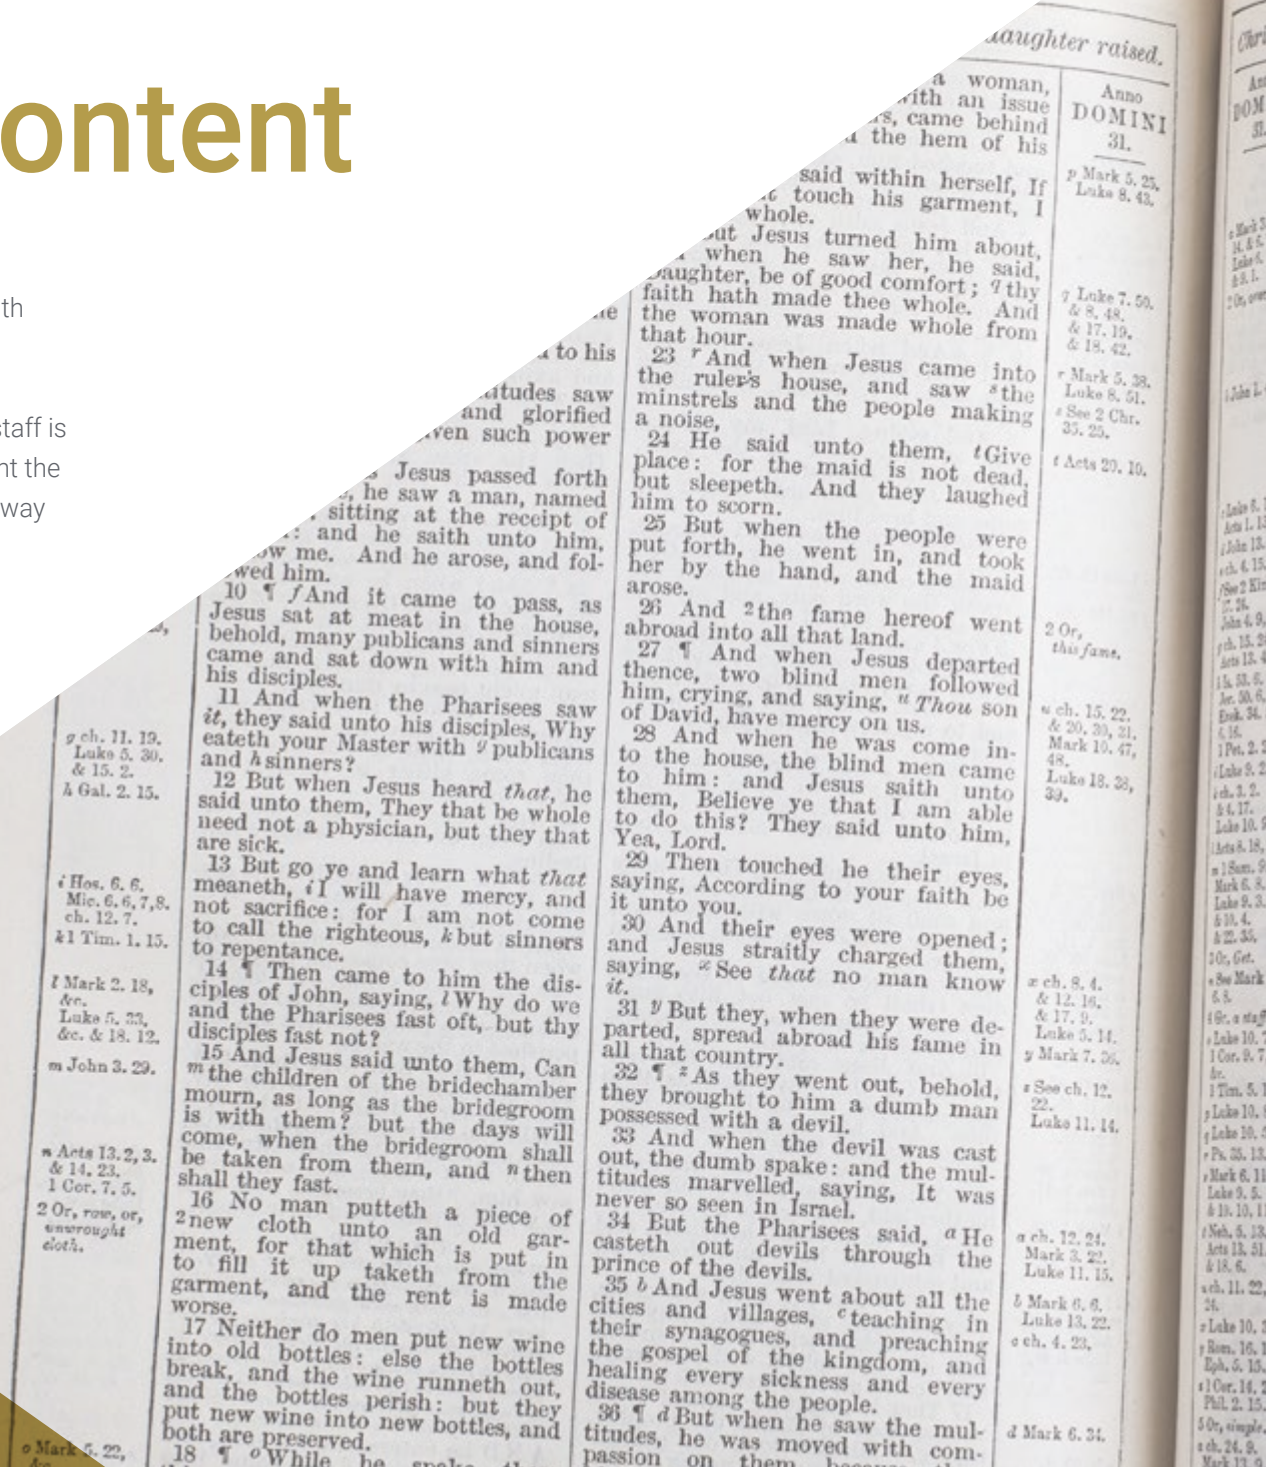 ontent
th
staff is
nt the
way
daughter raised.
to his
titudes saw
and glorified
such power
Jesus passed forth
he saw a man, named
sitting at the receipt of
: and he saith unto him,
ow me. And he arose, and fol-
wed him.
10 ¶ f And it came to pass, as
Jesus sat at meat in the house,
behold, many publicans and sinners
came and sat down with him and
his disciples.
11 And when the Pharisees saw
it, they said unto his disciples, Why
eateth your Master with g publicans
and h sinners?
12 But when Jesus heard that, he
said unto them, They that be whole
need not a physician, but they that
are sick.
13 But go ye and learn what that
meaneth, i I will have mercy, and
not sacrifice: for I am not come
to call the righteous, k but sinners
to repentance.
14 ¶ Then came to him the dis-
ciples of John, saying, l Why do we
and the Pharisees fast oft, but thy
disciples fast not?
15 And Jesus said unto them, Can
m the children of the bridechamber
mourn, as long as the bridegroom
is with them? but the days will
come, when the bridegroom shall
be taken from them, and n then
shall they fast.
16 No man putteth a piece of
2 new cloth unto an old gar-
ment, for that which is put in
to fill it up taketh from the
garment, and the rent is made
worse.
17 Neither do men put new wine
into old bottles: else the bottles
break, and the wine runneth out,
and the bottles perish: but they
put new wine into new bottles, and
both are preserved.
18 ¶ o While he spake
g ch. 11. 19.
Luke 5. 30.
& 15. 2.
h Gal. 2. 15.
i Hos. 6. 6.
Mic. 6. 6, 7, 8.
ch. 12. 7.
k 1 Tim. 1. 15.
l Mark 2. 18,
&c.
Luke 5. 33,
&c. & 18. 12.
m John 3. 29.
n Acts 13. 2, 3.
& 14. 23.
1 Cor. 7. 5.
2 Or, raw, or,
unwrought
cloth.
o Mark 5. 22,
&c.
a woman,
with an issue
came behind
the hem of his
said within herself, If
touch his garment, I
whole.
But Jesus turned him about,
when he saw her, he said,
Daughter, be of good comfort; q thy
faith hath made thee whole. And
the woman was made whole from
that hour.
23 r And when Jesus came into
the ruler's house, and saw s the
minstrels and the people making
a noise,
24 He said unto them, t Give
place: for the maid is not dead,
but sleepeth. And they laughed
him to scorn.
25 But when the people were
put forth, he went in, and took
her by the hand, and the maid
arose.
26 And 2 the fame hereof went
abroad into all that land.
27 ¶ And when Jesus departed
thence, two blind men followed
him, crying, and saying, u Thou son
of David, have mercy on us.
28 And when he was come in-
to the house, the blind men came
to him: and Jesus saith unto
them, Believe ye that I am able
to do this? They said unto him,
Yea, Lord.
29 Then touched he their eyes,
saying, According to your faith be
it unto you.
30 And their eyes were opened;
and Jesus straitly charged them,
saying, x See that no man know
it.
31 y But they, when they were de-
parted, spread abroad his fame in
all that country.
32 ¶ z As they went out, behold,
they brought to him a dumb man
possessed with a devil.
33 And when the devil was cast
out, the dumb spake: and the mul-
titudes marvelled, saying, It was
never so seen in Israel.
34 But the Pharisees said, a He
casteth out devils through the
prince of the devils.
35 b And Jesus went about all the
cities and villages, c teaching in
their synagogues, and preaching
the gospel of the kingdom, and
healing every sickness and every
disease among the people.
36 ¶ d But when he saw the mul-
titudes, he was moved with com-
passion on them, because
Anno
DOMINI
31.
p Mark 5. 25,
Luke 8. 43.
q Luke 7. 50.
& 8. 48.
& 17. 19.
& 18. 42.
r Mark 5. 38.
Luke 8. 51.
s See 2 Chr.
35. 25.
t Acts 20. 10.
2 Or,
this fame.
u ch. 15. 22.
& 20. 30, 31.
Mark 10. 47,
48.
Luke 18. 38,
39.
x ch. 8. 4.
& 12. 16.
& 17. 9.
Luke 5. 14.
y Mark 7. 36.
z See ch. 12.
22.
Luke 11. 14.
a ch. 12. 24.
Mark 3. 22.
Luke 11. 15.
b Mark 6. 6.
Luke 13. 22.
c ch. 4. 23.
d Mark 6. 34.